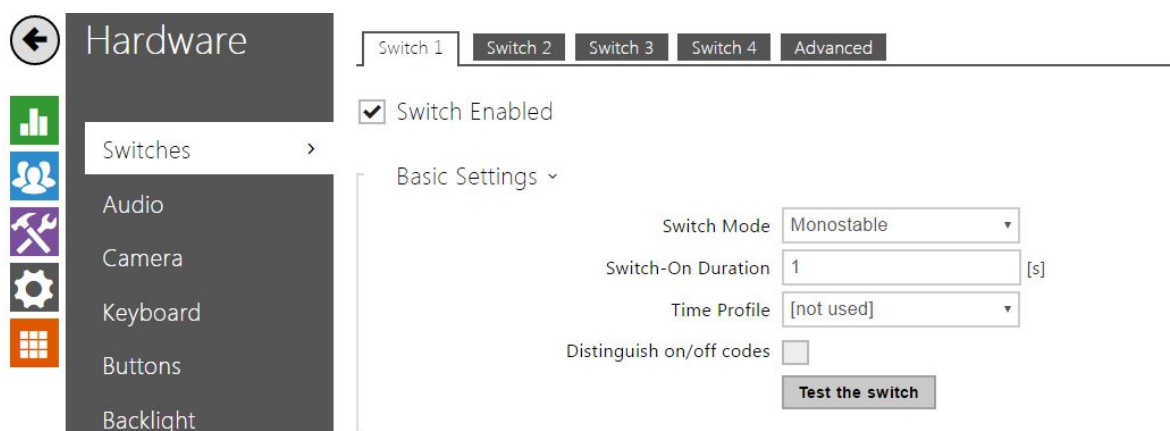 Hardware
Switches
Audio
Camera
Keyboard
Buttons
Backlight
Switch 1 Switch 2 Switch 3 Switch 4 Advanced
Switch Enabled
Basic Settings
Switch Mode Monostable
Switch-On Duration 1 [s]
Time Profile [not used]
Distinguish on/off codes
Test the switch